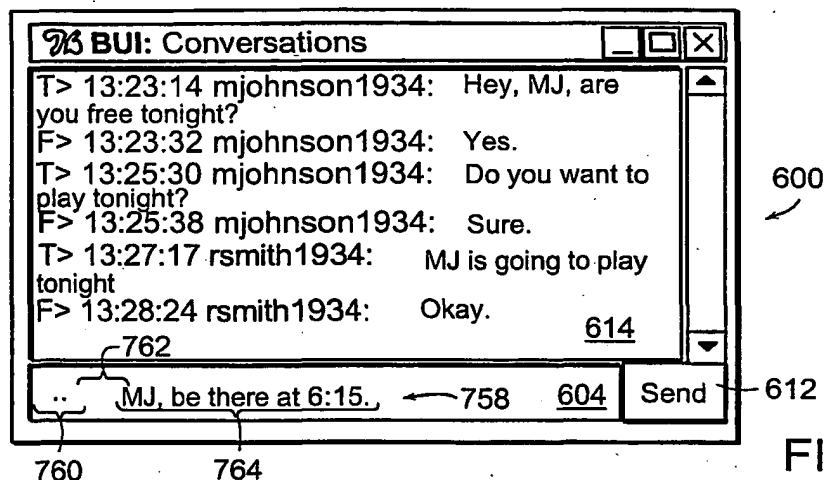 BUI: Conversations
T> 13:23:14 mjohnson1934: Hey, MJ, are
you free tonight?
F> 13:23:32 mjohnson1934: Yes.
T> 13:25:30 mjohnson1934: Do you want to
play tonight?
F> 13:25:38 mjohnson1934: Sure.
T> 13:27:17 rsmith1934: MJ is going to play
tonight
F> 13:28:24 rsmith1934: Okay.
614
600
762
.. MJ, be there at 6:15. 758 604 Send 612
760 764
FI